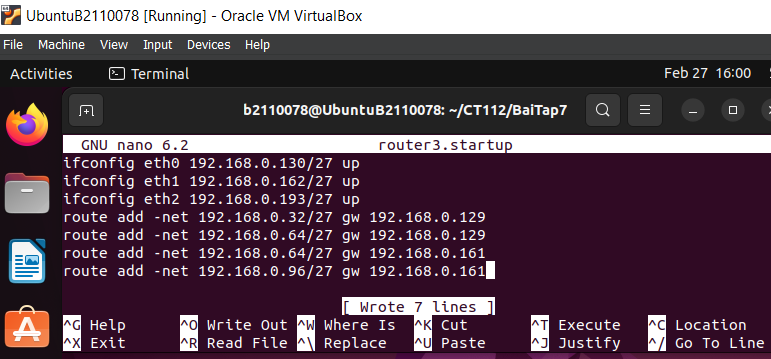 UbuntuB2110078 [Running] - Oracle VM VirtualBox
File Machine View Input Devices Help
Activities Terminal Feb 27 16:00
b2110078@UbuntuB2110078: ~/CT112/BaiTap7
GNU nano 6.2 router3.startup
ifconfig eth0 192.168.0.130/27 up
ifconfig eth1 192.168.0.162/27 up
ifconfig eth2 192.168.0.193/27 up
route add -net 192.168.0.32/27 gw 192.168.0.129
route add -net 192.168.0.64/27 gw 192.168.0.129
route add -net 192.168.0.64/27 gw 192.168.0.161
route add -net 192.168.0.96/27 gw 192.168.0.161
[ Wrote 7 lines ]
^G Help ^O Write Out ^W Where Is ^K Cut ^T Execute ^C Location
^X Exit ^R Read File ^\ Replace ^U Paste ^J Justify ^/ Go To Line